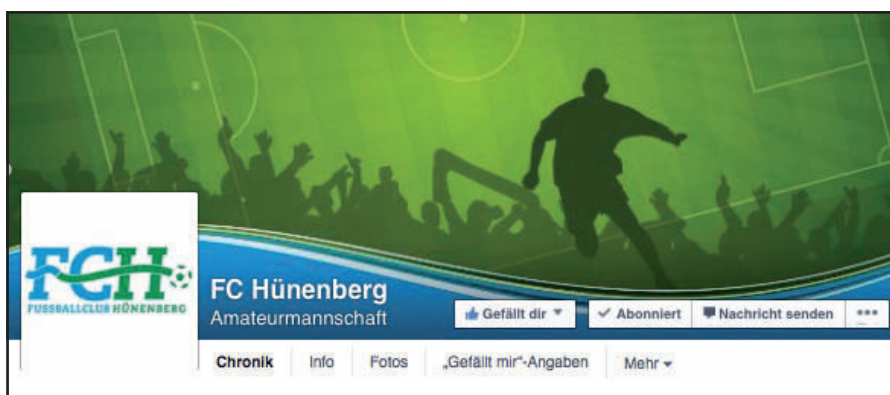 FCH
FUSSBALLCLUB HÜNENBERG
FC Hünenberg
Amateurmannschaft
Gefällt dir
Abonniert
Nachricht senden
Chronik Info Fotos „Gefällt mir“-Angaben Mehr